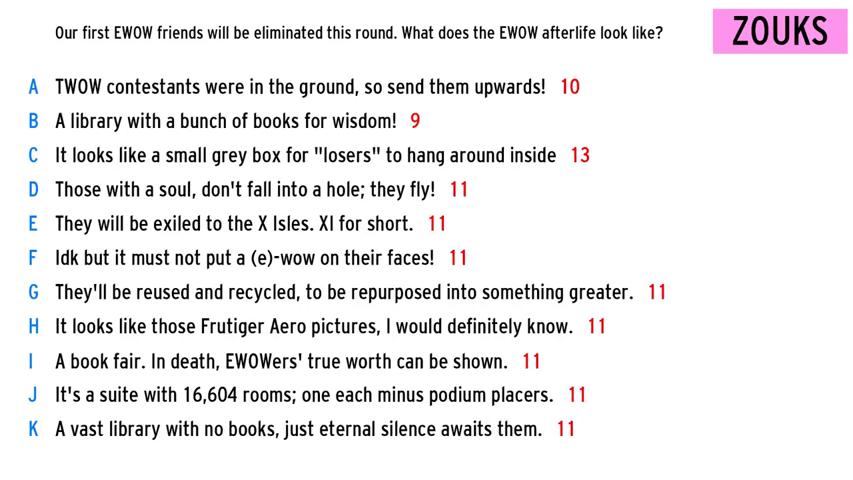 Our first EWOW friends will be eliminated this round. What does the EWOW afterlife look like?
ZOUKS
A TWOW contestants were in the ground, so send them upwards! 10
B A library with a bunch of books for wisdom! 9
C It looks like a small grey box for "losers" to hang around inside 13
D Those with a soul, don't fall into a hole; they fly! 11
E They will be exiled to the X Isles. XI for short. 11
F Idk but it must not put a (e)-wow on their faces! 11
G They'll be reused and recycled, to be repurposed into something greater. 11
H It looks like those Frutiger Aero pictures, I would definitely know. 11
I A book fair. In death, EWOWers' true worth can be shown. 11
J It's a suite with 16,604 rooms; one each minus podium placers. 11
K A vast library with no books, just eternal silence awaits them. 11